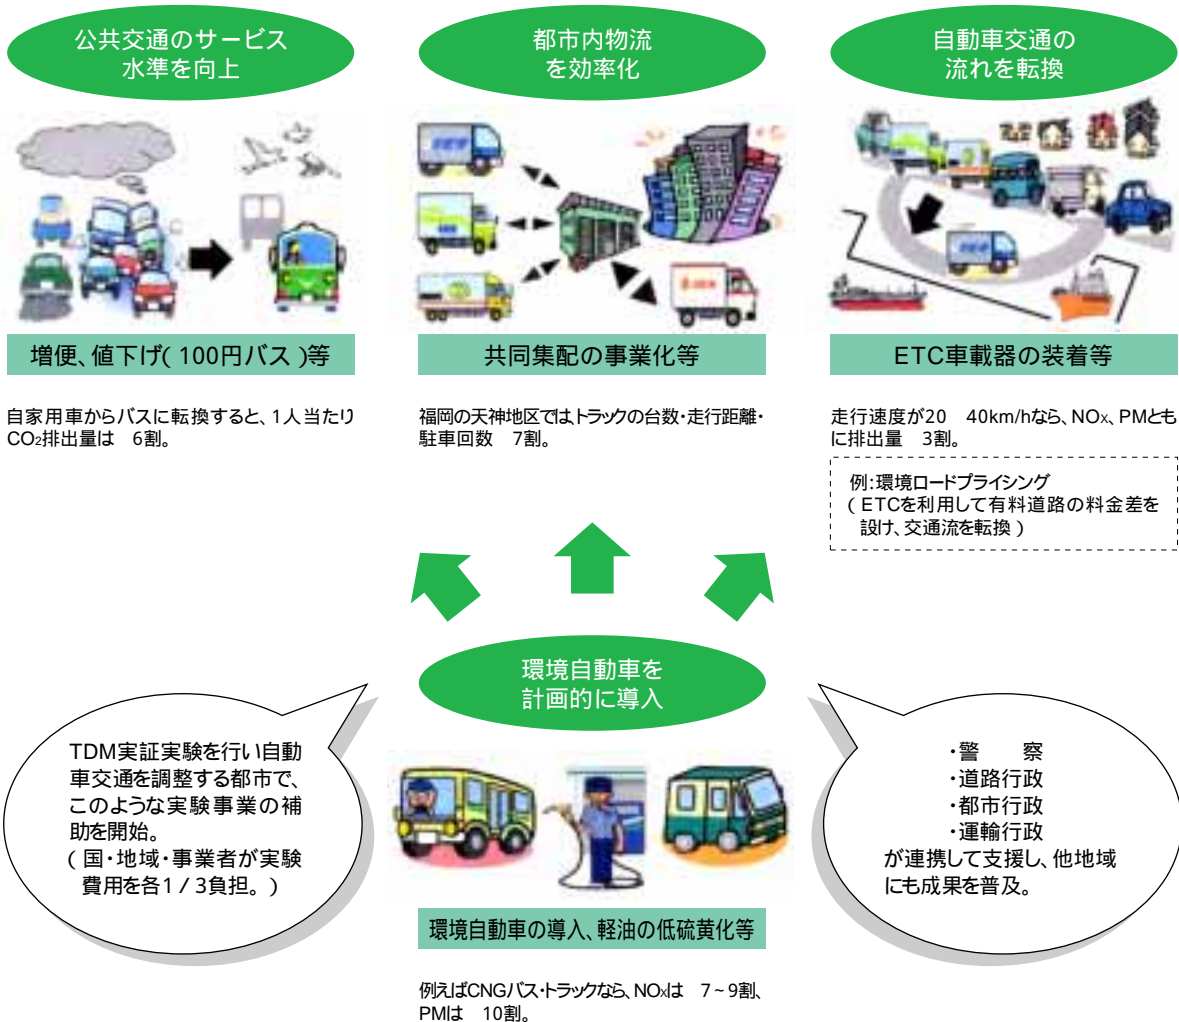 公共交通のサービス
水準を向上
都市内物流
を効率化
自動車交通の
流れを転換
増便、値下げ( 100円バス )等
共同集配の事業化等
ETC車載器の装着等
自家用車からバスに転換すると、1人当たり
CO₂排出量は　6割。
福岡の天神地区では、トラックの台数・走行距離・
駐車回数　7割。
走行速度が20　40km/hなら、NOx、PMとも
に排出量　3割。
例:環境ロードプライシング
( ETCを利用して有料道路の料金差を
設け、交通流を転換 )
環境自動車を
計画的に導入
TDM実証実験を行い自動
車交通を調整する都市で、
このような実験事業の補
助を開始。
( 国・地域・事業者が実験
費用を各1 / 3負担。 )
・警　　察
・道路行政
・都市行政
・運輸行政
が連携して支援し、他地域
にも成果を普及。
環境自動車の導入、軽油の低硫黄化等
例えばCNGバス・トラックなら、NOxは　7 ~ 9割、
PMは　10割。